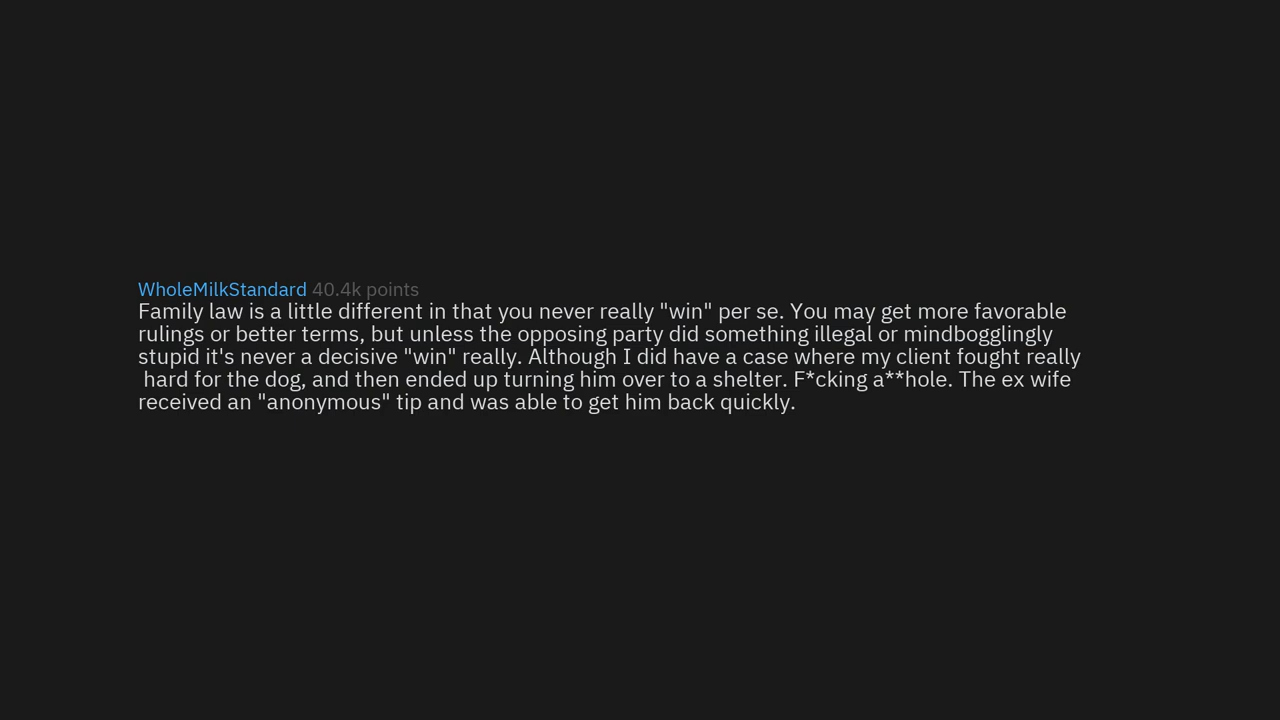 WholeMilkStandard 40.4k points
Family law is a little different in that you never really "win" per se. You may get more favorable
rulings or better terms, but unless the opposing party did something illegal or mindbogglingly
stupid it's never a decisive "win" really. Although I did have a case where my client fought really
hard for the dog, and then ended up turning him over to a shelter. F*cking a**hole. The ex wife
received an "anonymous" tip and was able to get him back quickly.